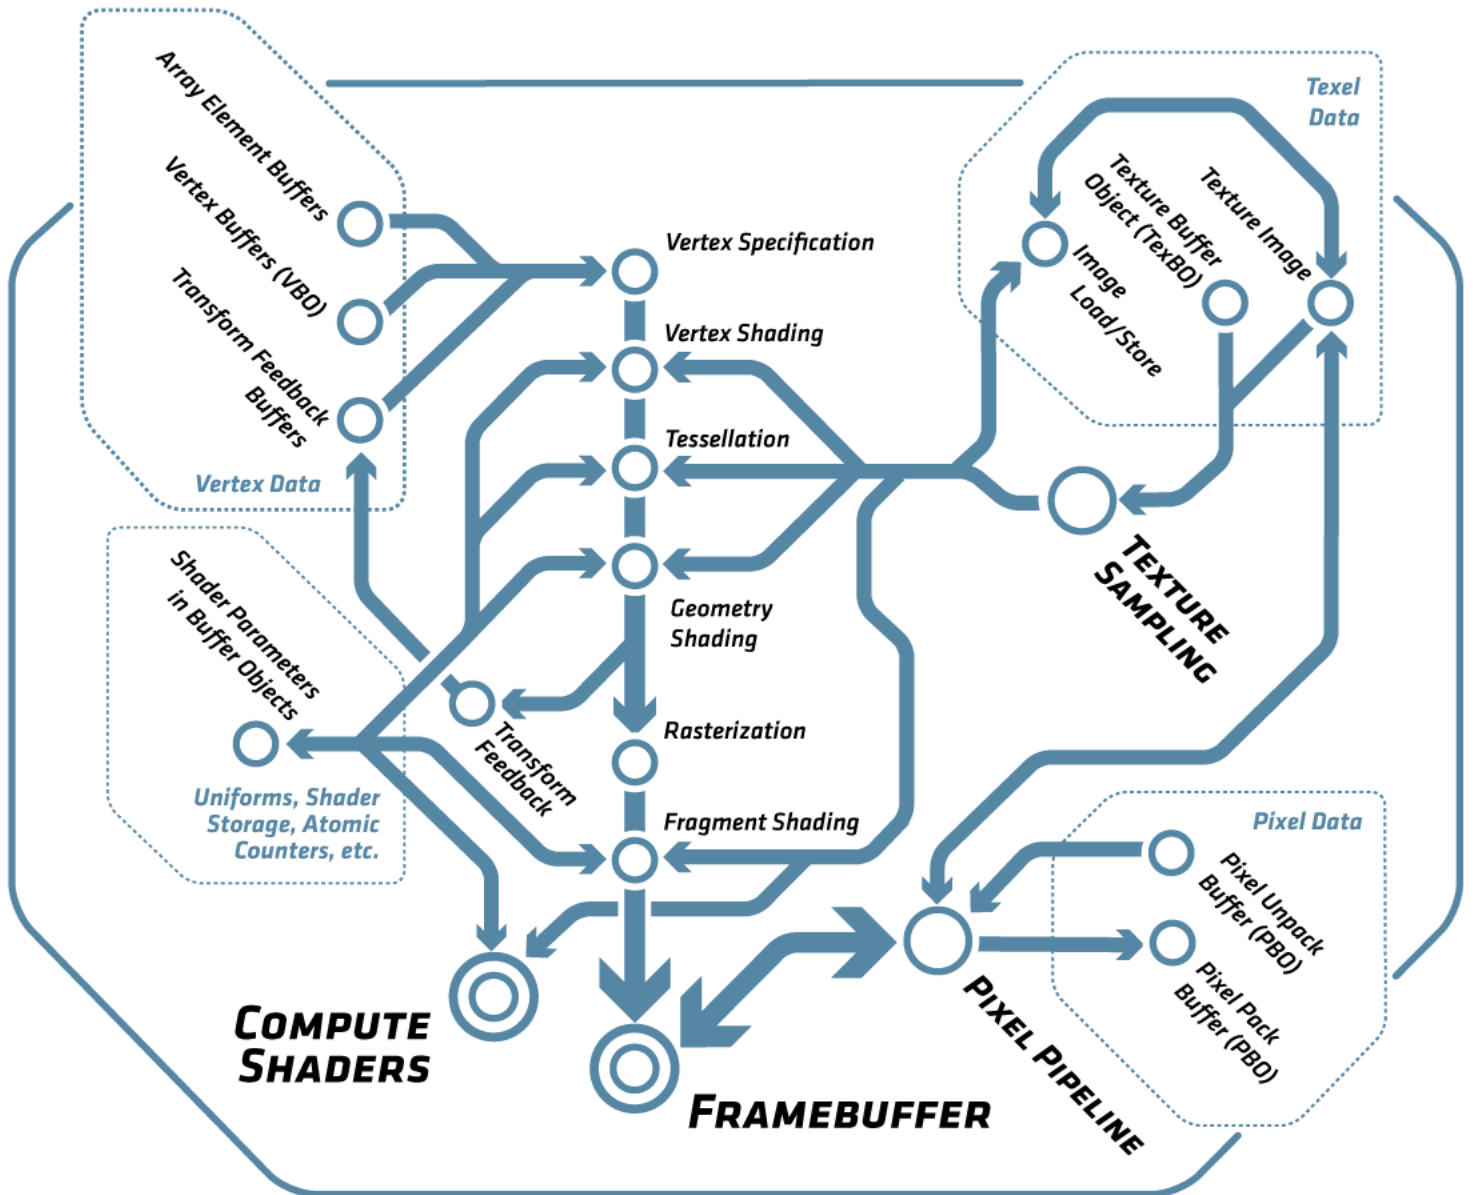 Array Element Buffers
Vertex Buffers (VBO)
Transform Feedback
Buffers
Vertex Data
Texel
Data
Texture Buffer
Object (TexBO)
Texture Image
Image
Load/Store
Vertex Specification
Vertex Shading
Tessellation
Geometry
Shading
Rasterization
Fragment Shading
Texture
Sampling
Shader Parameters
in Buffer Objects
Uniforms, Shader
Storage, Atomic
Counters, etc.
Transform
Feedback
Pixel Data
Pixel Unpack
Buffer (PBO)
Pixel Pack
Buffer (PBO)
Pixel Pipeline
Compute
Shaders
Framebuffer